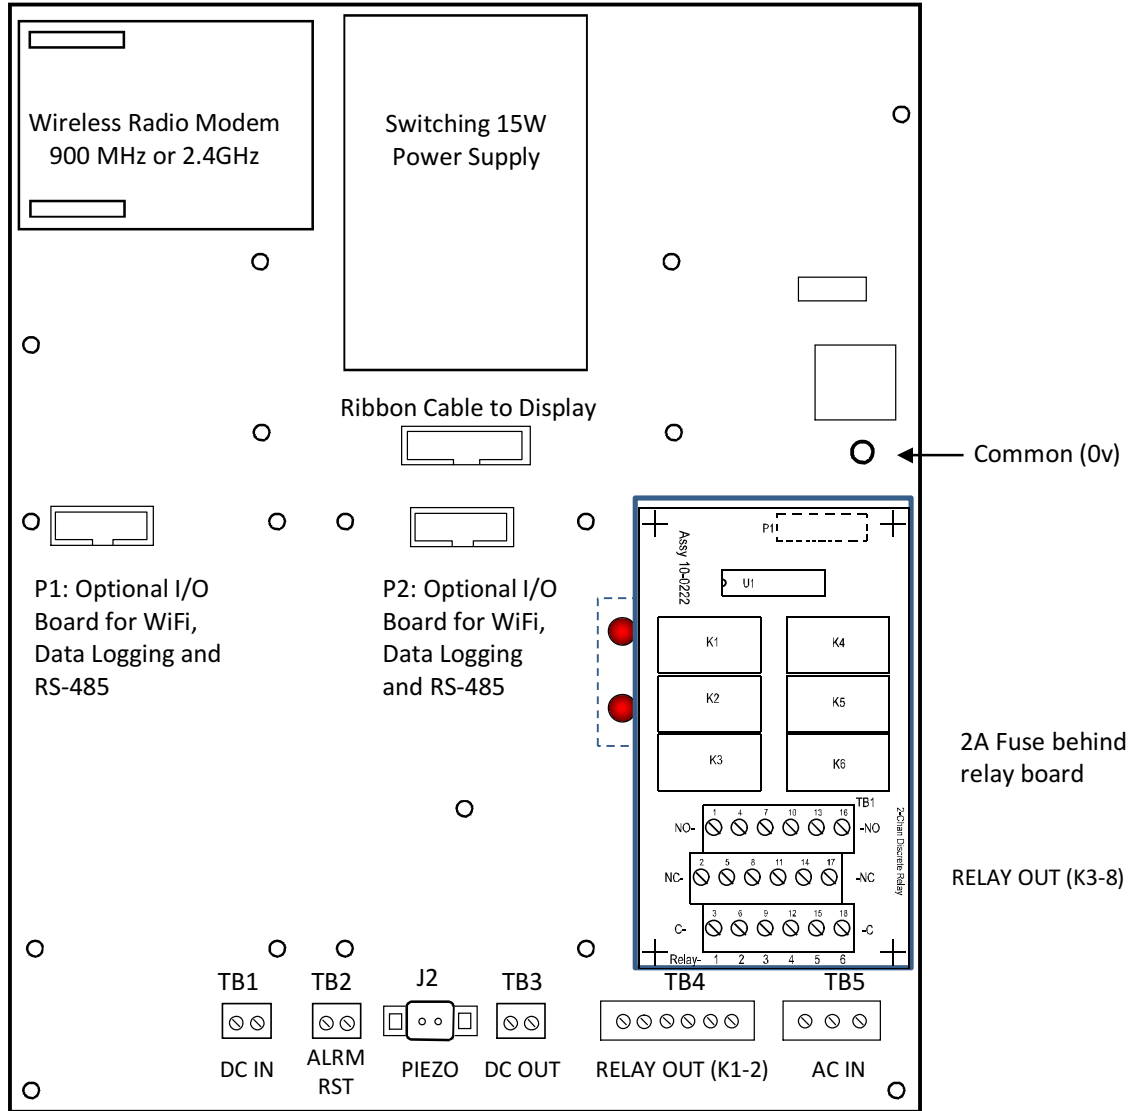 Wireless Radio Modem
900 MHz or 2.4GHz
Switching 15W
Power Supply
Ribbon Cable to Display
Common (0v)
P1: Optional I/O
Board for WiFi,
Data Logging and
RS-485
P2: Optional I/O
Board for WiFi,
Data Logging
and RS-485
P1
Assy 10-0222
U1
K1 K4
K2 K5
K3 K6
2A Fuse behind
relay board
TB1
2-Chan Discrete Relay
1 4 7 10 13 16
NO- -NO
2 5 8 11 14 17
NC- -NC
RELAY OUT (K3-8)
3 6 9 12 15 18
C- -C
Relay- 1 2 3 4 5 6
TB1 TB2 J2 TB3 TB4 TB5
DC IN
ALRM
RST
PIEZO
DC OUT
RELAY OUT (K1-2)
AC IN